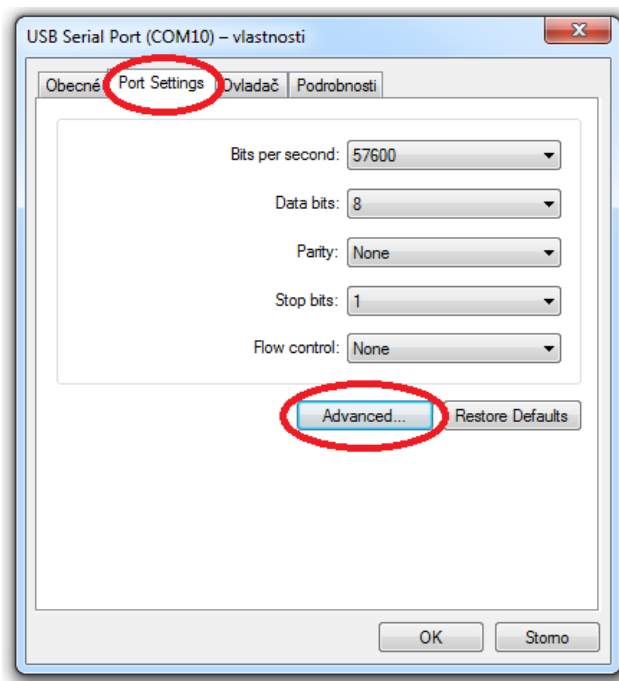 USB Serial Port (COM10) – vlastnosti
Obecné Port Settings Ovladač Podrobnosti
Bits per second: 57600
Data bits: 8
Parity: None
Stop bits: 1
Flow control: None
Advanced... Restore Defaults
OK Storno